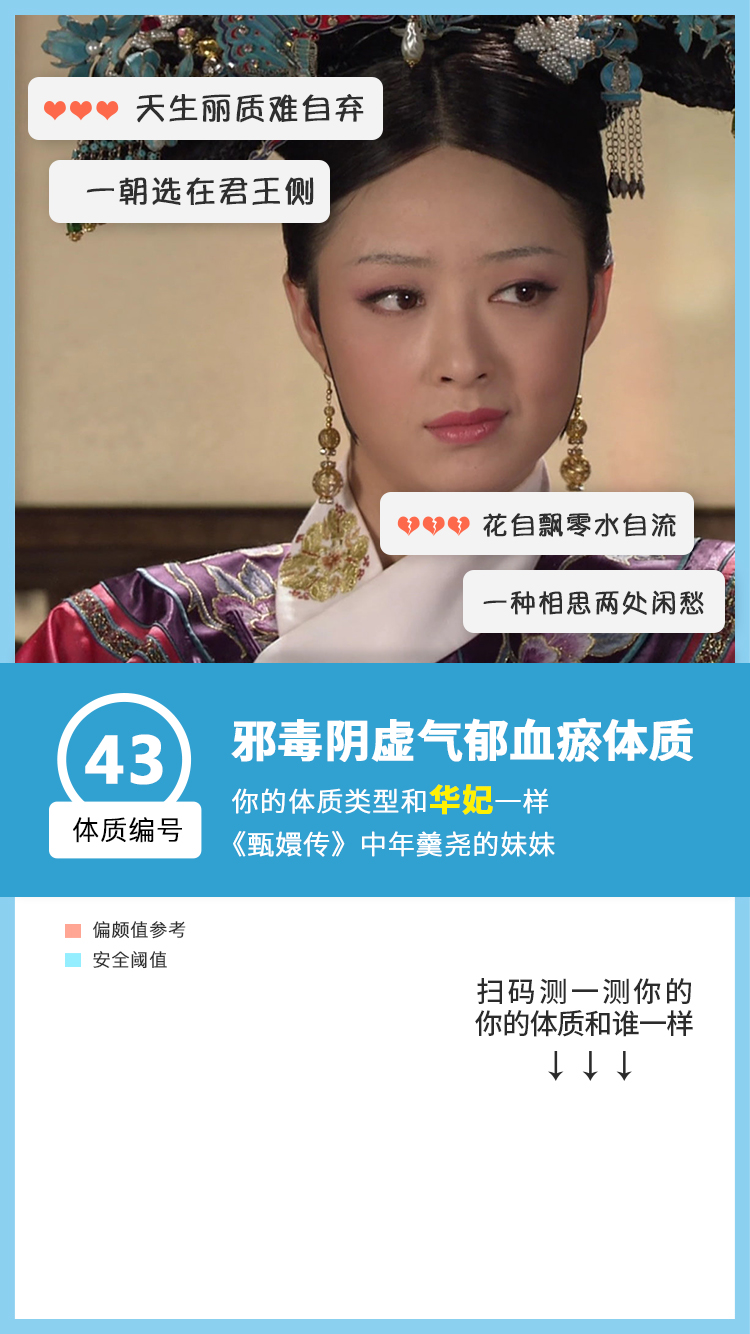 天生丽质难自弃
一朝选在君王侧
花自飘零水自流
一种相思两处闲愁
43
体质编号
邪毒阴虚气郁血瘀体质
你的体质类型和华妃一样
《甄嬛传》中年羹尧的妹妹
偏颇值参考
安全阈值
扫码测一测你的
你的体质和谁一样
↓ ↓ ↓